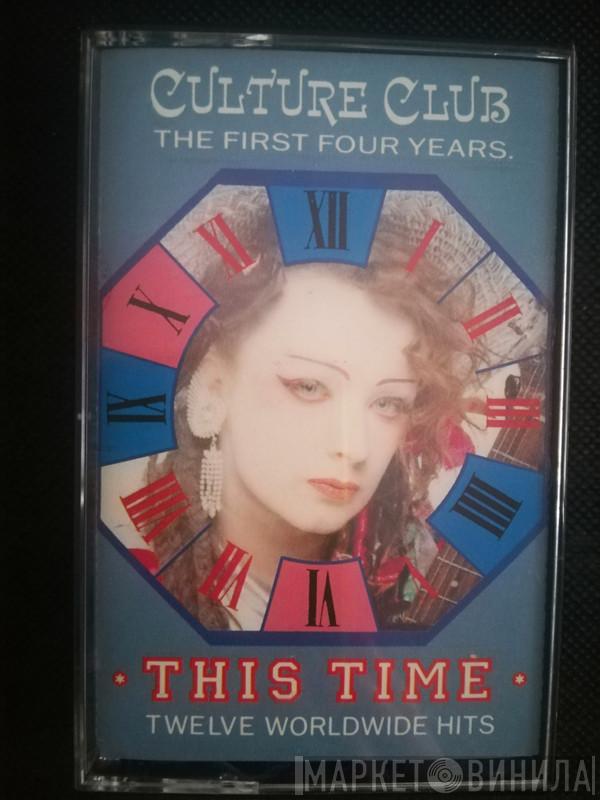 CULTURE CLUB
THE FIRST FOUR YEARS.
XII
I
II
III
IIII
V
VI
VII
VIII
IX
X
XI
THIS TIME
TWELVE WORLDWIDE HITS
МАРКЕТ ВИНИЛА